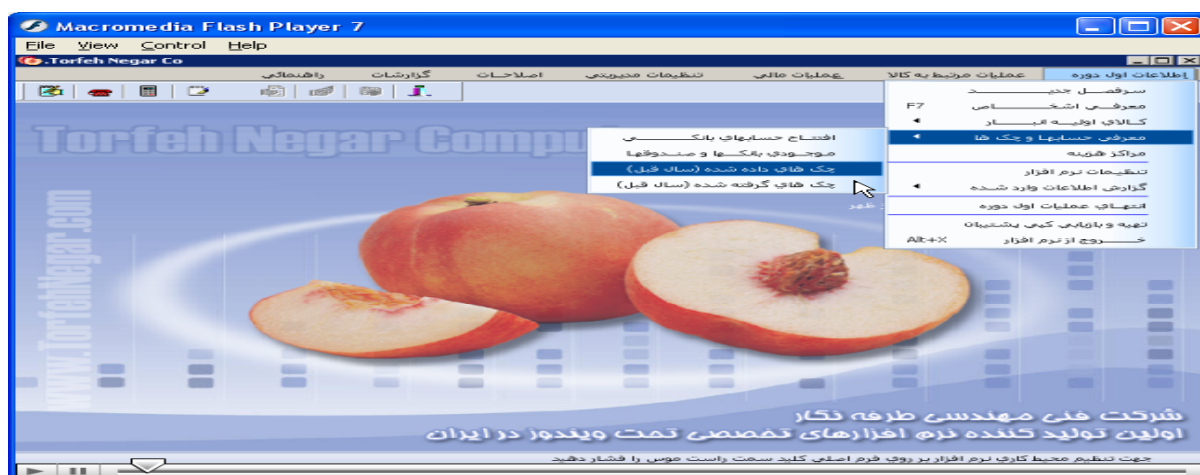 Macromedia Flash Player 7
File View Control Help
.Torfeh Negar Co
اطلاعات اول دوره عملیات مرتبط به کالا عملیات مالی تنظیمات مدیریتی اصلاحات گزارشات راهنمائی
سرفصل جدید
معرفی اشخاص F7
کالای اولیه انبار
معرفی حسابها و چک ها
مراکز هزینه
تنظیمات نرم افزار
گزارش اطلاعات وارد شده
انتهای عملیات اول دوره
تهیه و بازیابی کپی پشتیبان
خروج از نرم افزار Alt+X
افتتاح حسابهای بانکی
موجودی بانکها و صندوقها
چک های داده شده (سال قبل)
چک های گرفته شده (سال قبل)
ظهر
Torfeh Negar Compu
www.TorfehNegar.com
شرکت فنی مهندسی طرفه نگار
اولین تولید کننده نرم افزارهای تخصصی تحت ویندوز در ایران
جهت تنظیم محیط کاری نرم افزار بر روی فرم اصلی کلید سمت راست موس را فشار دهید